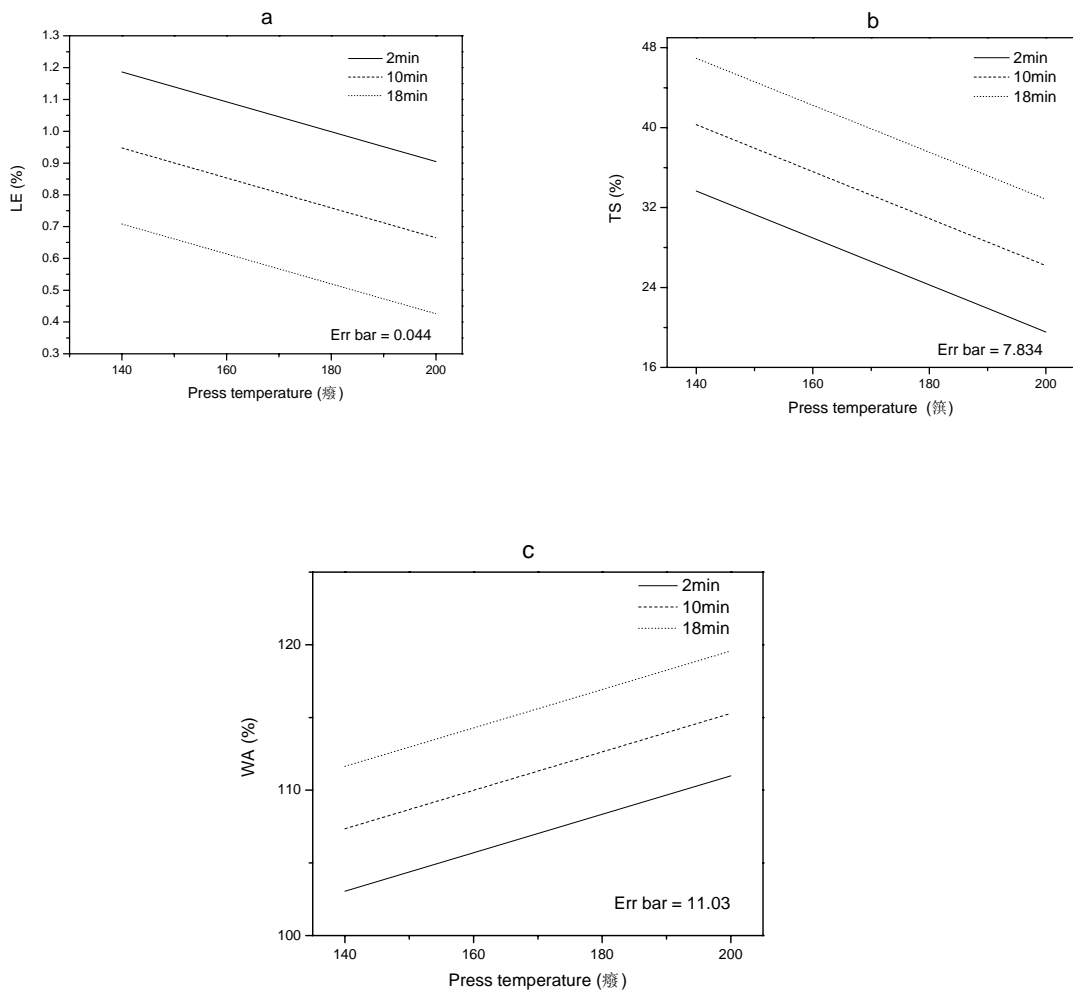 a
1.3
1.2
1.1
1.0
0.9
0.8
0.7
0.6
0.5
0.4
0.3
LE (%)
2min
10min
18min
Err bar = 0.044
140 160 180 200
Press temperature (癈)
b
48
40
32
24
16
TS (%)
2min
10min
18min
Err bar = 7.834
140 160 180 200
Press temperature (篊)
c
120
110
100
WA (%)
2min
10min
18min
Err bar = 11.03
140 160 180 200
Press temperature (癈)